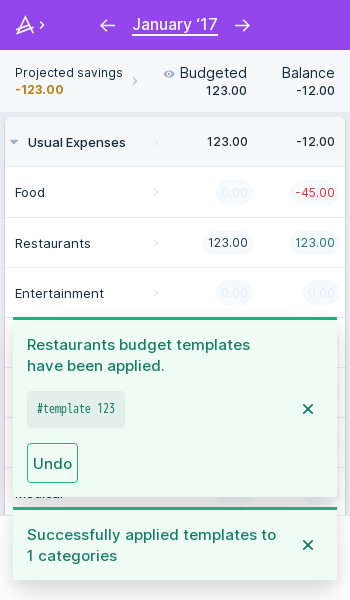 January ‘17
Projected savings
-123.00
Budgeted
123.00
Balance
-12.00
Usual Expenses 123.00 -12.00
Food 0.00 -45.00
Restaurants 123.00 123.00
Entertainment 0.00 0.00
Restaurants budget templates
have been applied.
#template 123
Undo
Successfully applied templates to
1 categories